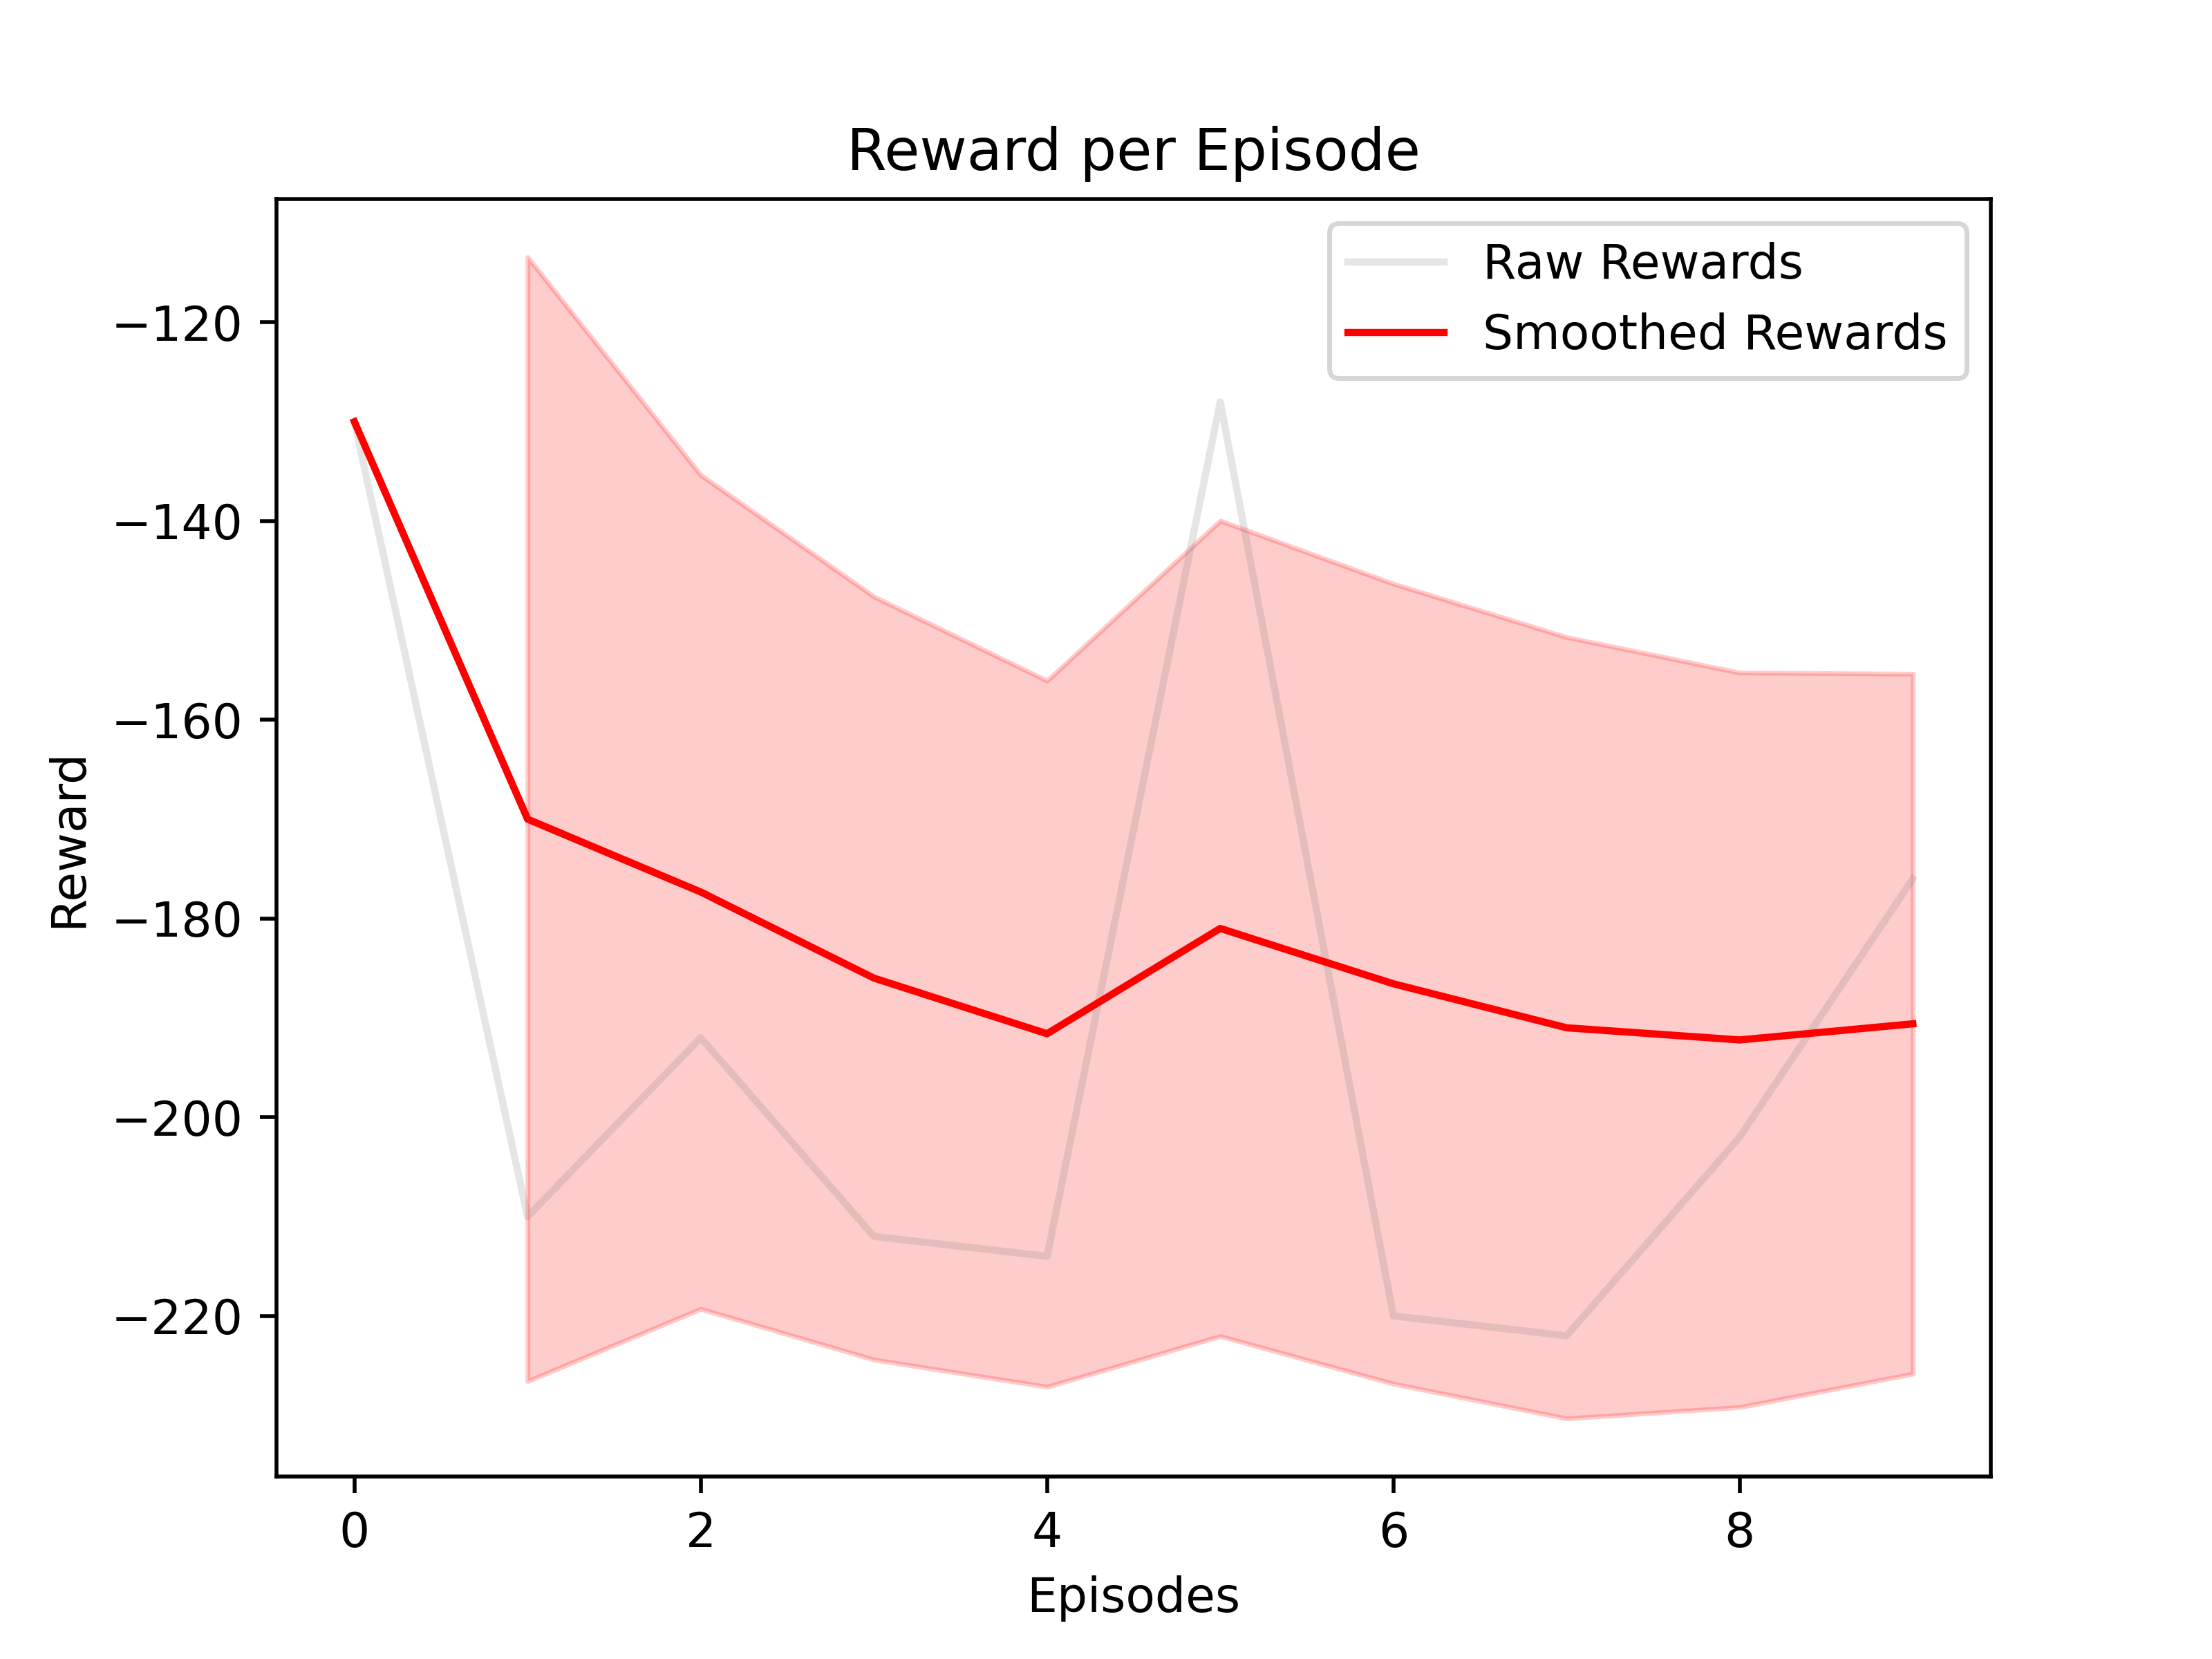 Reward per Episode
Raw Rewards
Smoothed Rewards
−120
−140
−160
−180
−200
−220
Reward
0 2 4 6 8
Episodes